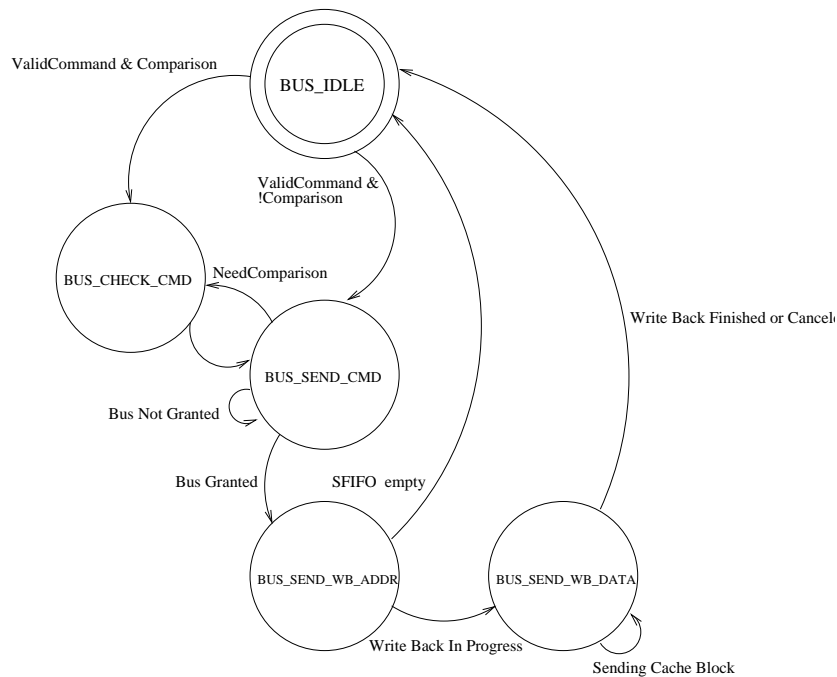 ValidCommand & Comparison
BUS_IDLE
ValidCommand &
!Comparison
BUS_CHECK_CMD
NeedComparison
Write Back Finished or Cancele
BUS_SEND_CMD
Bus Not Granted
Bus Granted
SFIFO empty
BUS_SEND_WB_ADDR
BUS_SEND_WB_DATA
Write Back In Progress
Sending Cache Block